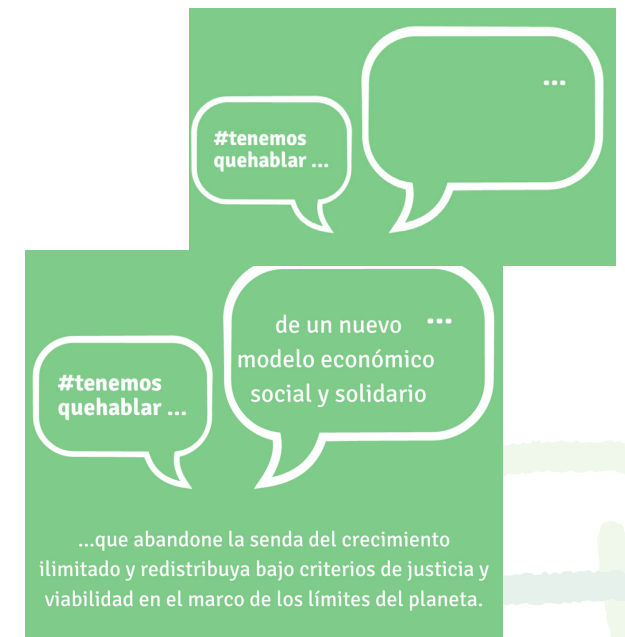 ...
#tenemos
quehablar ...
de un nuevo ...
modelo económico
social y solidario
#tenemos
quehablar ...
...que abandone la senda del crecimiento
ilimitado y redistribuya bajo criterios de justicia y
viabilidad en el marco de los límites del planeta.